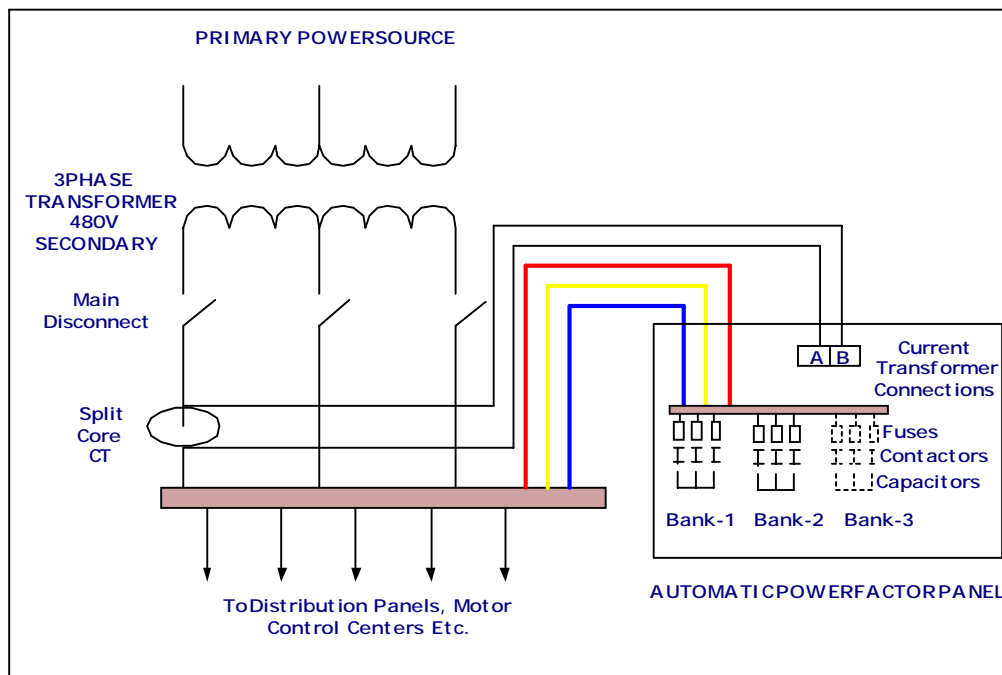 PRIMARY POWERSOURCE
3PHASE
TRANSFORMER
480V
SECONDARY
Main
Disconnect
Split
Core
CT
A B
Current
Transformer
Connections
Fuses
Contactors
Capacitors
Bank-1 Bank-2 Bank-3
AUTOMATICPOWERFACTORPANEL
ToDistribution Panels, Motor
Control Centers Etc.